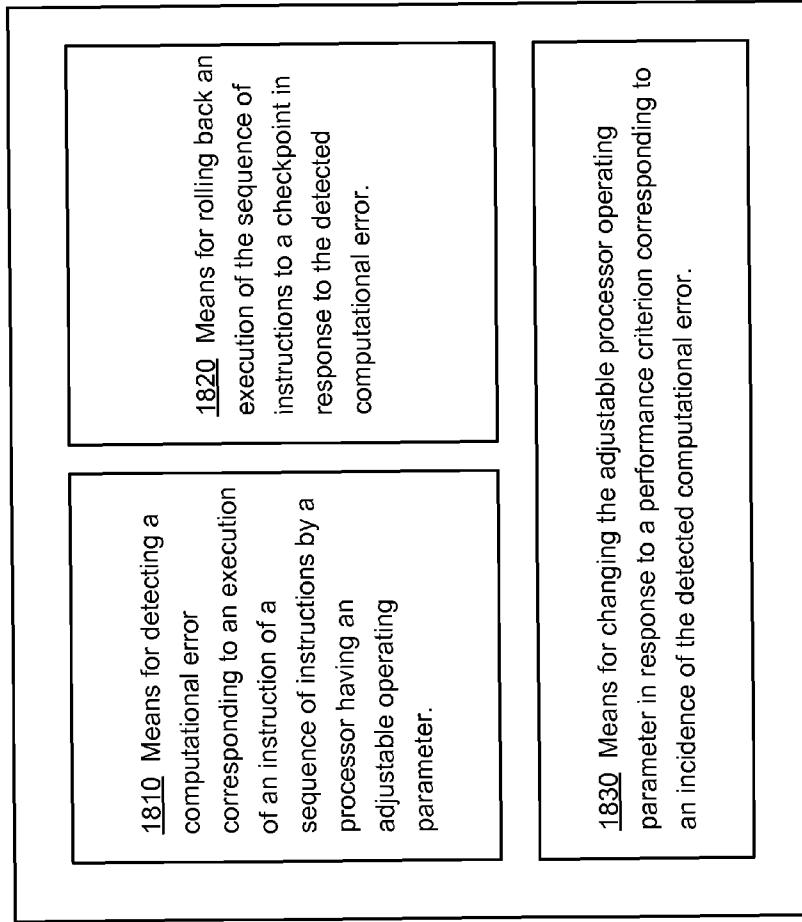 1810 Means for detecting a
computational error
corresponding to an execution
of an instruction of a
sequence of instructions by a
processor having an
adjustable operating
parameter.
1820 Means for rolling back an
execution of the sequence of
instructions to a checkpoint in
response to the detected
computational error.
1830 Means for changing the adjustable processor operating
parameter in response to a performance criterion corresponding to
an incidence of the detected computational error.